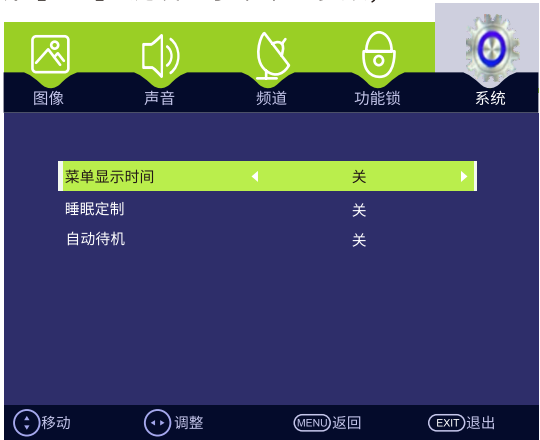 图像 声音 频道 功能锁 系统
菜单显示时间 关
睡眠定制 关
自动待机 关
移动 调整 MENU 返回 EXIT 退出